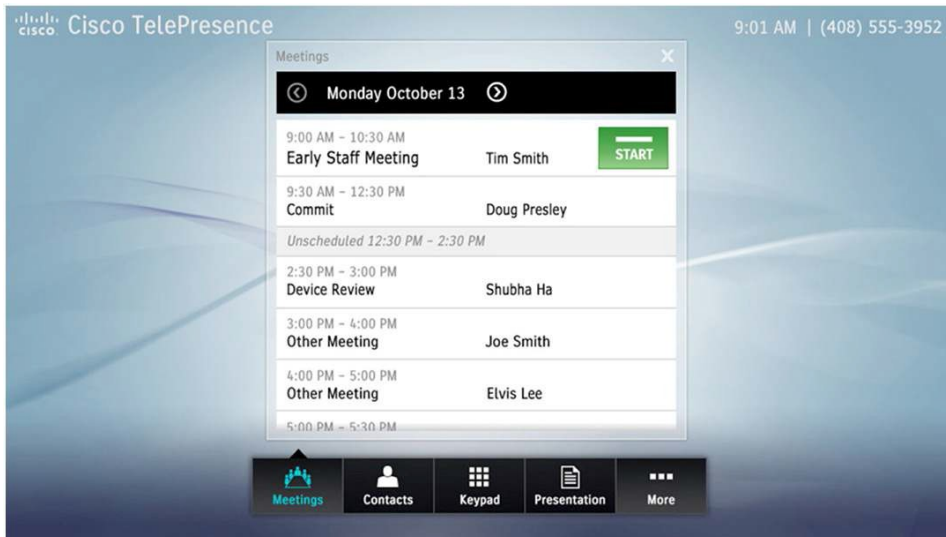 cisco Cisco TelePresence
9:01 AM | (408) 555-3952
Meetings
Monday October 13
9:00 AM – 10:30 AM
Early Staff Meeting Tim Smith START
9:30 AM – 12:30 PM
Commit Doug Presley
Unscheduled 12:30 PM – 2:30 PM
2:30 PM – 3:00 PM
Device Review Shubha Ha
3:00 PM – 4:00 PM
Other Meeting Joe Smith
4:00 PM – 5:00 PM
Other Meeting Elvis Lee
5:00 PM – 5:30 PM
Meetings Contacts Keypad Presentation More